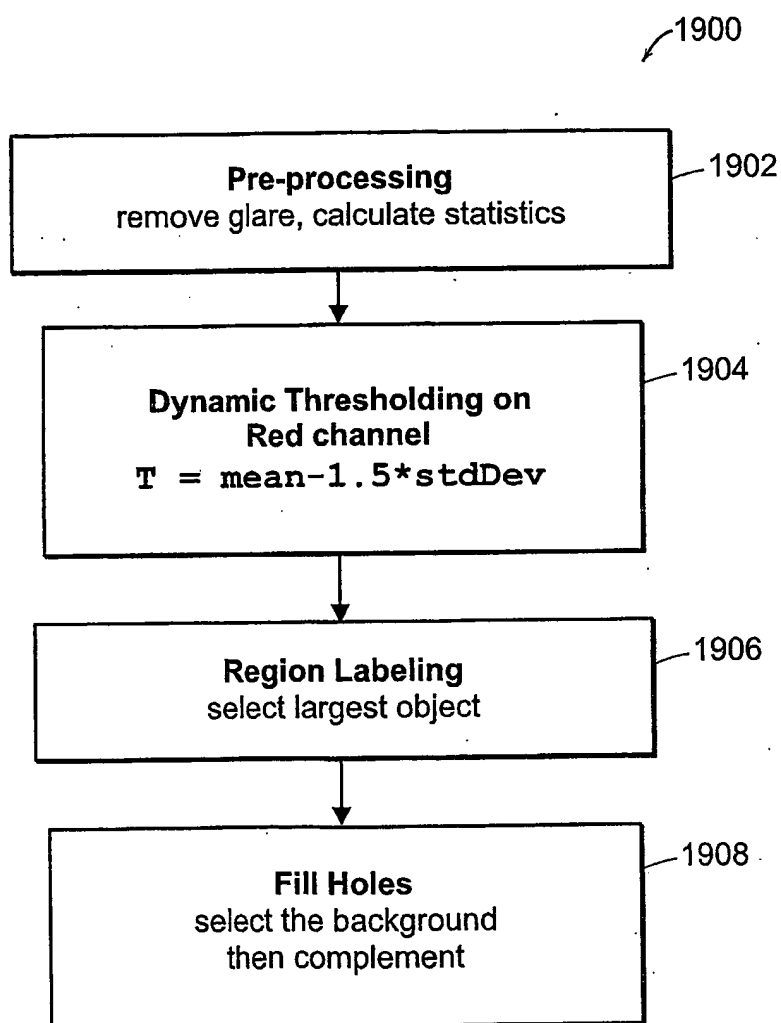 1900
Pre-processing
remove glare, calculate statistics
1902
Dynamic Thresholding on
Red channel
T = mean-1.5*stdDev
1904
Region Labeling
select largest object
1906
Fill Holes
select the background
then complement
1908